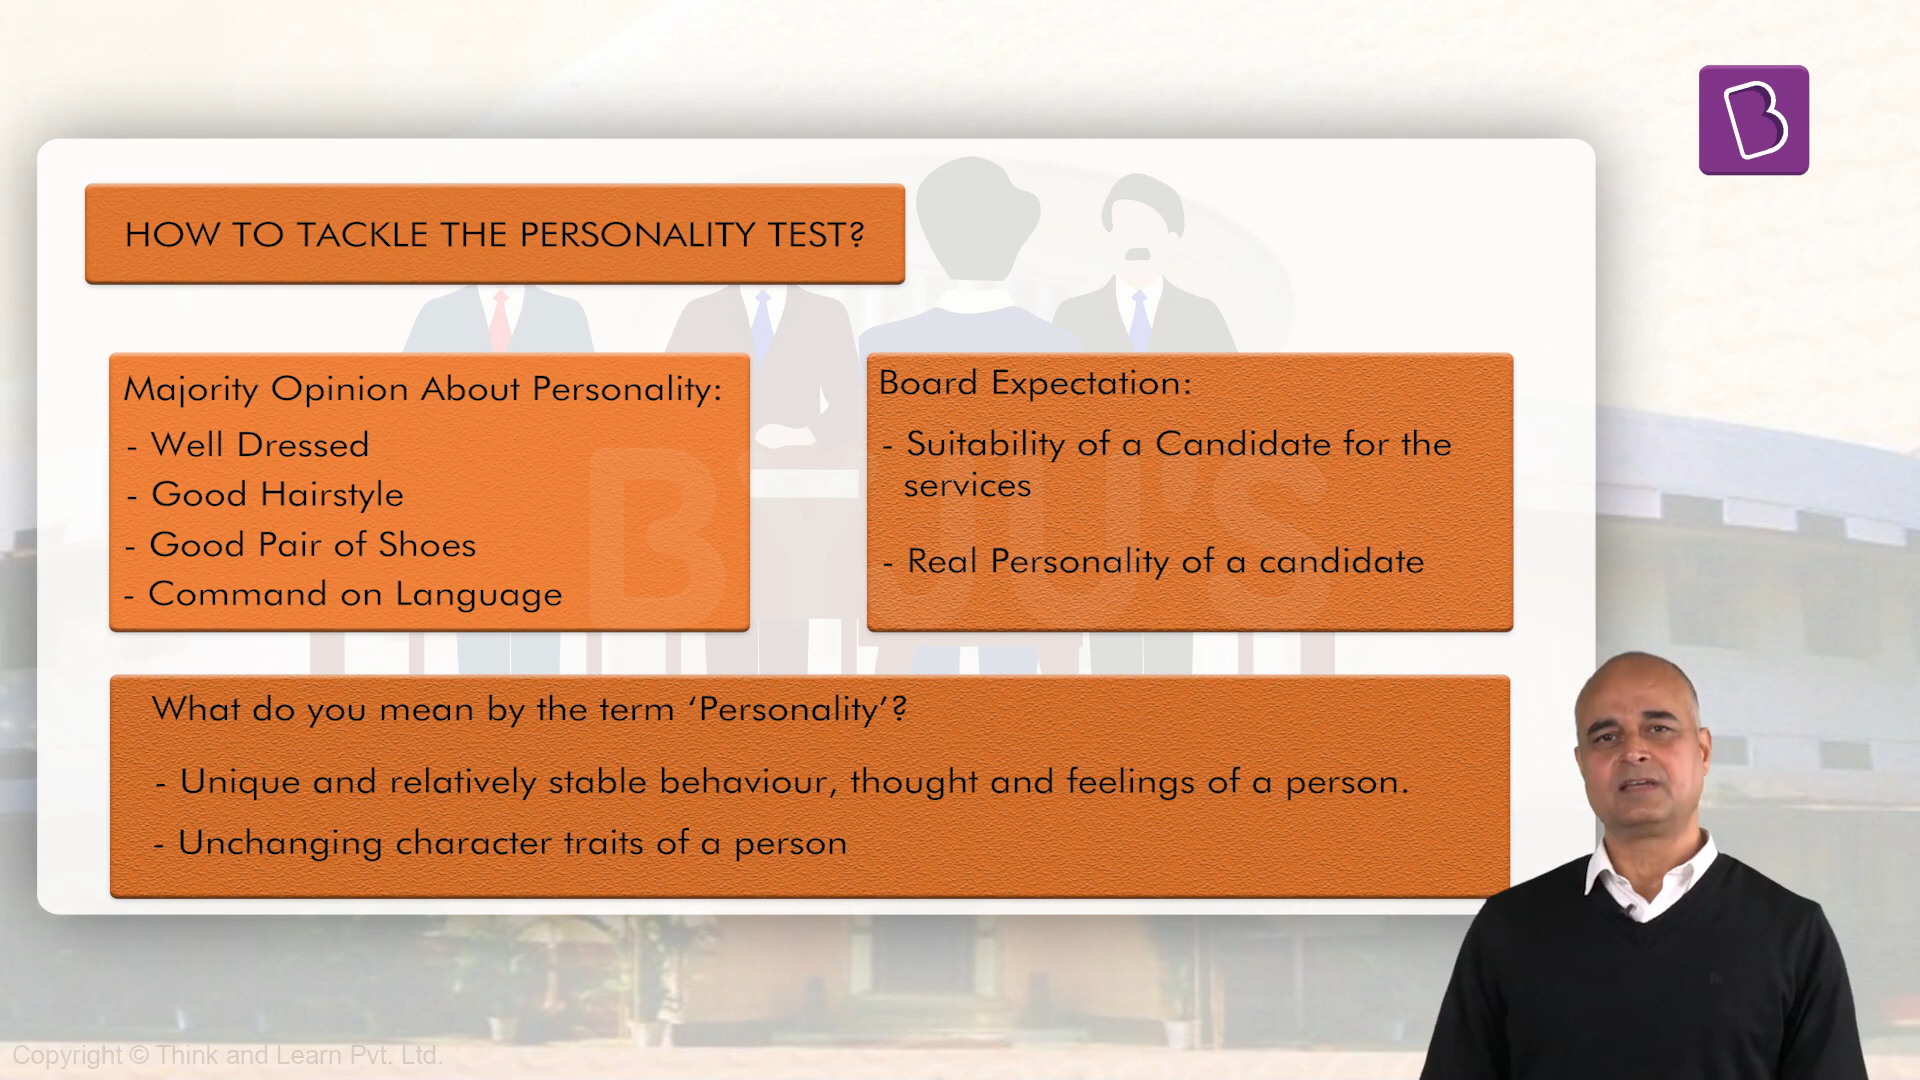 B
HOW TO TACKLE THE PERSONALITY TEST?
Majority Opinion About Personality:
- Well Dressed
- Good Hairstyle
- Good Pair of Shoes
- Command on Language
Board Expectation:
- Suitability of a Candidate for the
services
- Real Personality of a candidate
BYJU'S
What do you mean by the term ‘Personality’?
- Unique and relatively stable behaviour, thought and feelings of a person.
- Unchanging character traits of a person
Copyright © Think and Learn Pvt. Ltd.